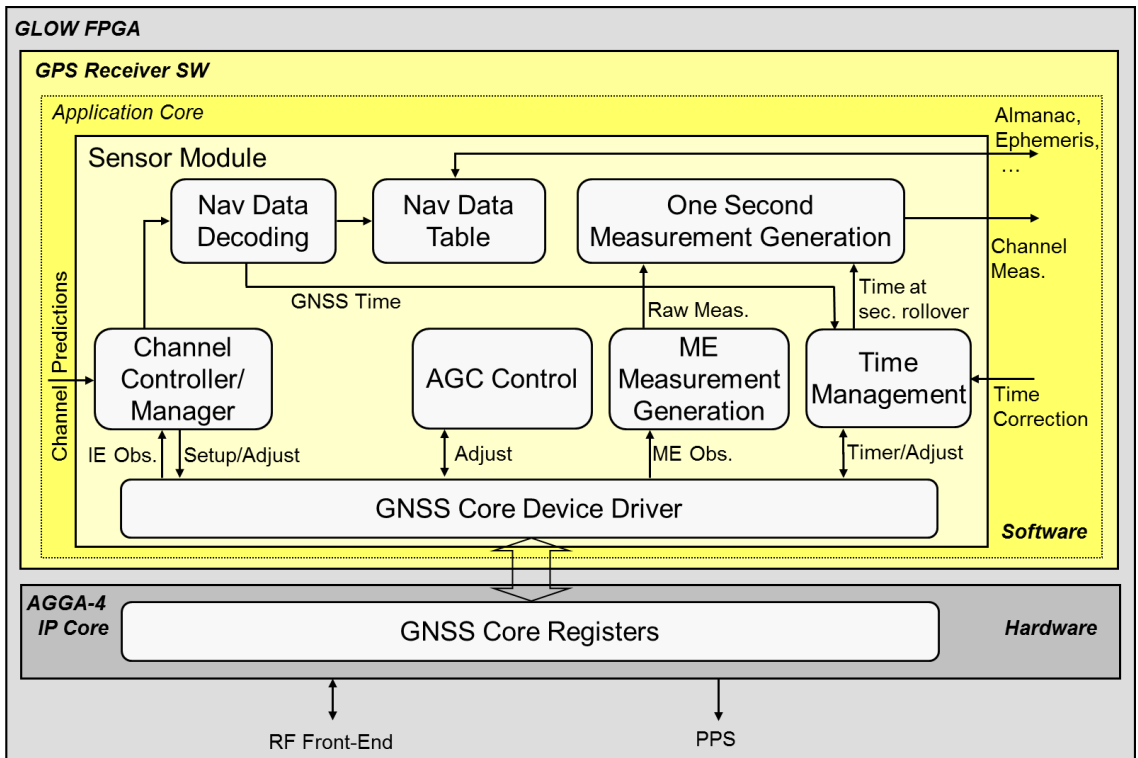 GLOW FPGA
GPS Receiver SW
Application Core
Almanac,
Ephemeris,
...
Sensor Module
Nav Data
Decoding
Nav Data
Table
One Second
Measurement Generation
Channel
Meas.
GNSS Time
Raw Meas.
Time at
sec. rollover
Channel Predictions
Channel
Controller/
Manager
AGC Control
ME
Measurement
Generation
Time
Management
Time
Correction
IE Obs.
Setup/Adjust
Adjust
ME Obs.
Timer/Adjust
GNSS Core Device Driver
Software
AGGA-4
IP Core
GNSS Core Registers
Hardware
RF Front-End
PPS